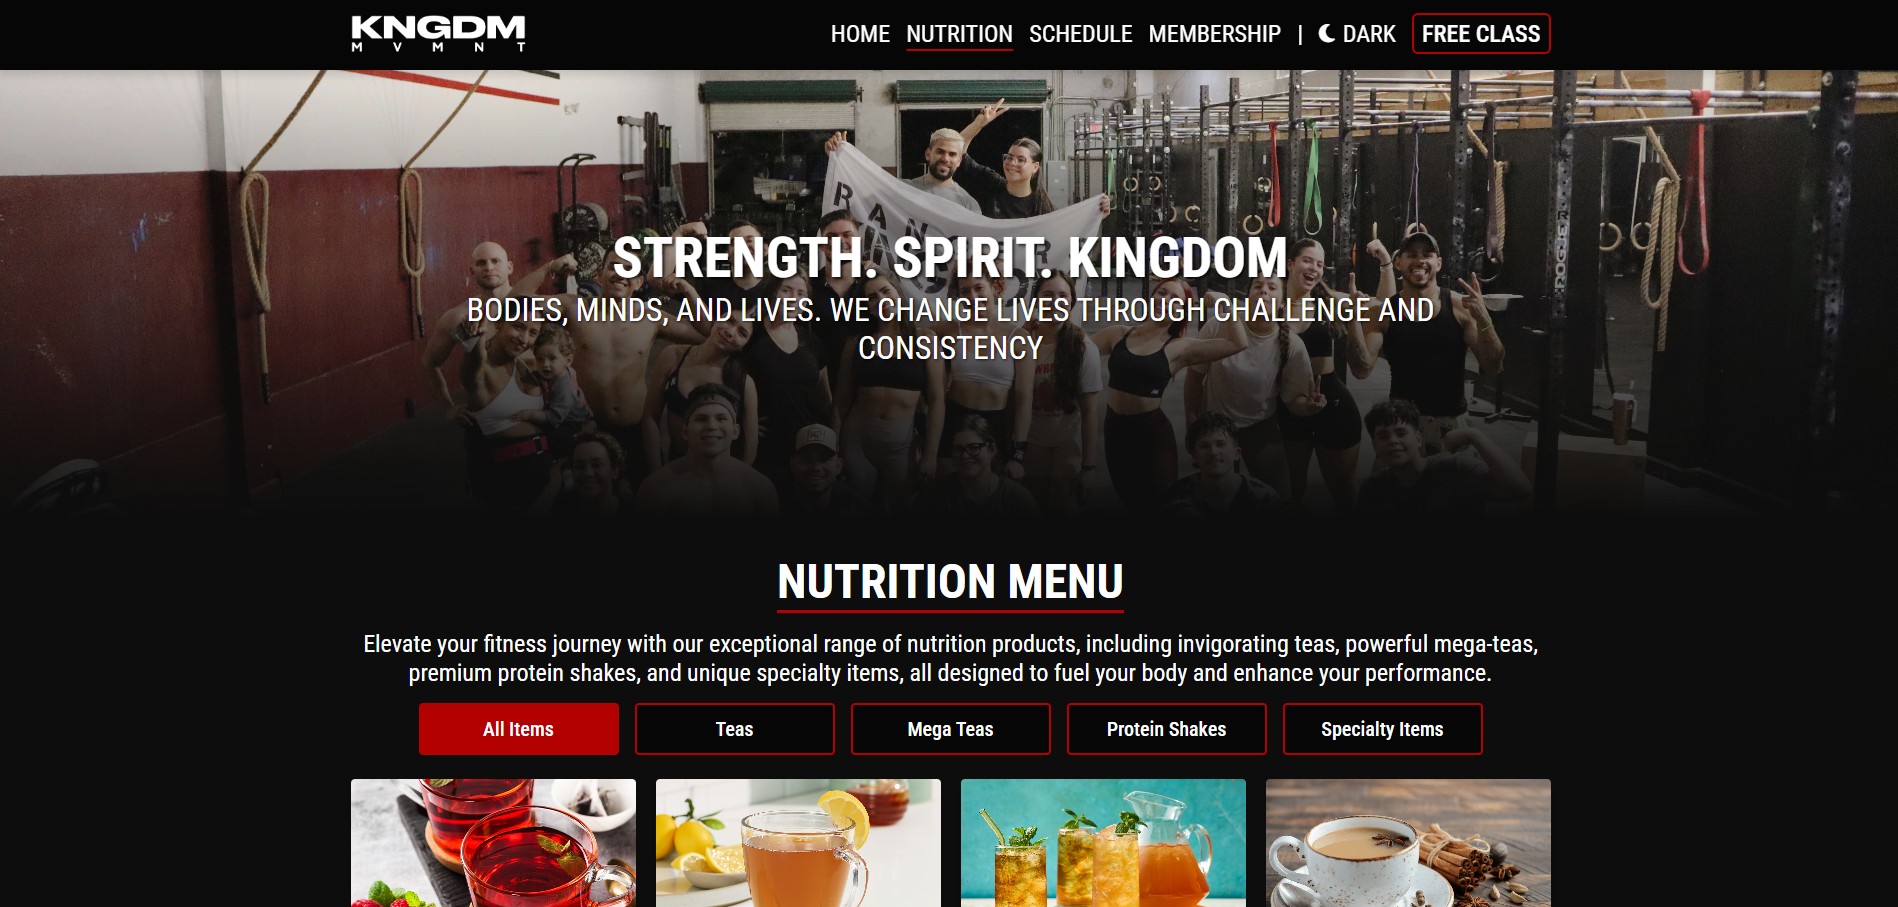 KNGDM
MVMNT
HOME NUTRITION SCHEDULE MEMBERSHIP | DARK FREE CLASS
STRENGTH. SPIRIT. KINGDOM
BODIES, MINDS, AND LIVES. WE CHANGE LIVES THROUGH CHALLENGE AND
CONSISTENCY
ROGUE
NUTRITION MENU
Elevate your fitness journey with our exceptional range of nutrition products, including invigorating teas, powerful mega-teas,
premium protein shakes, and unique specialty items, all designed to fuel your body and enhance your performance.
All Items
Teas
Mega Teas
Protein Shakes
Specialty Items